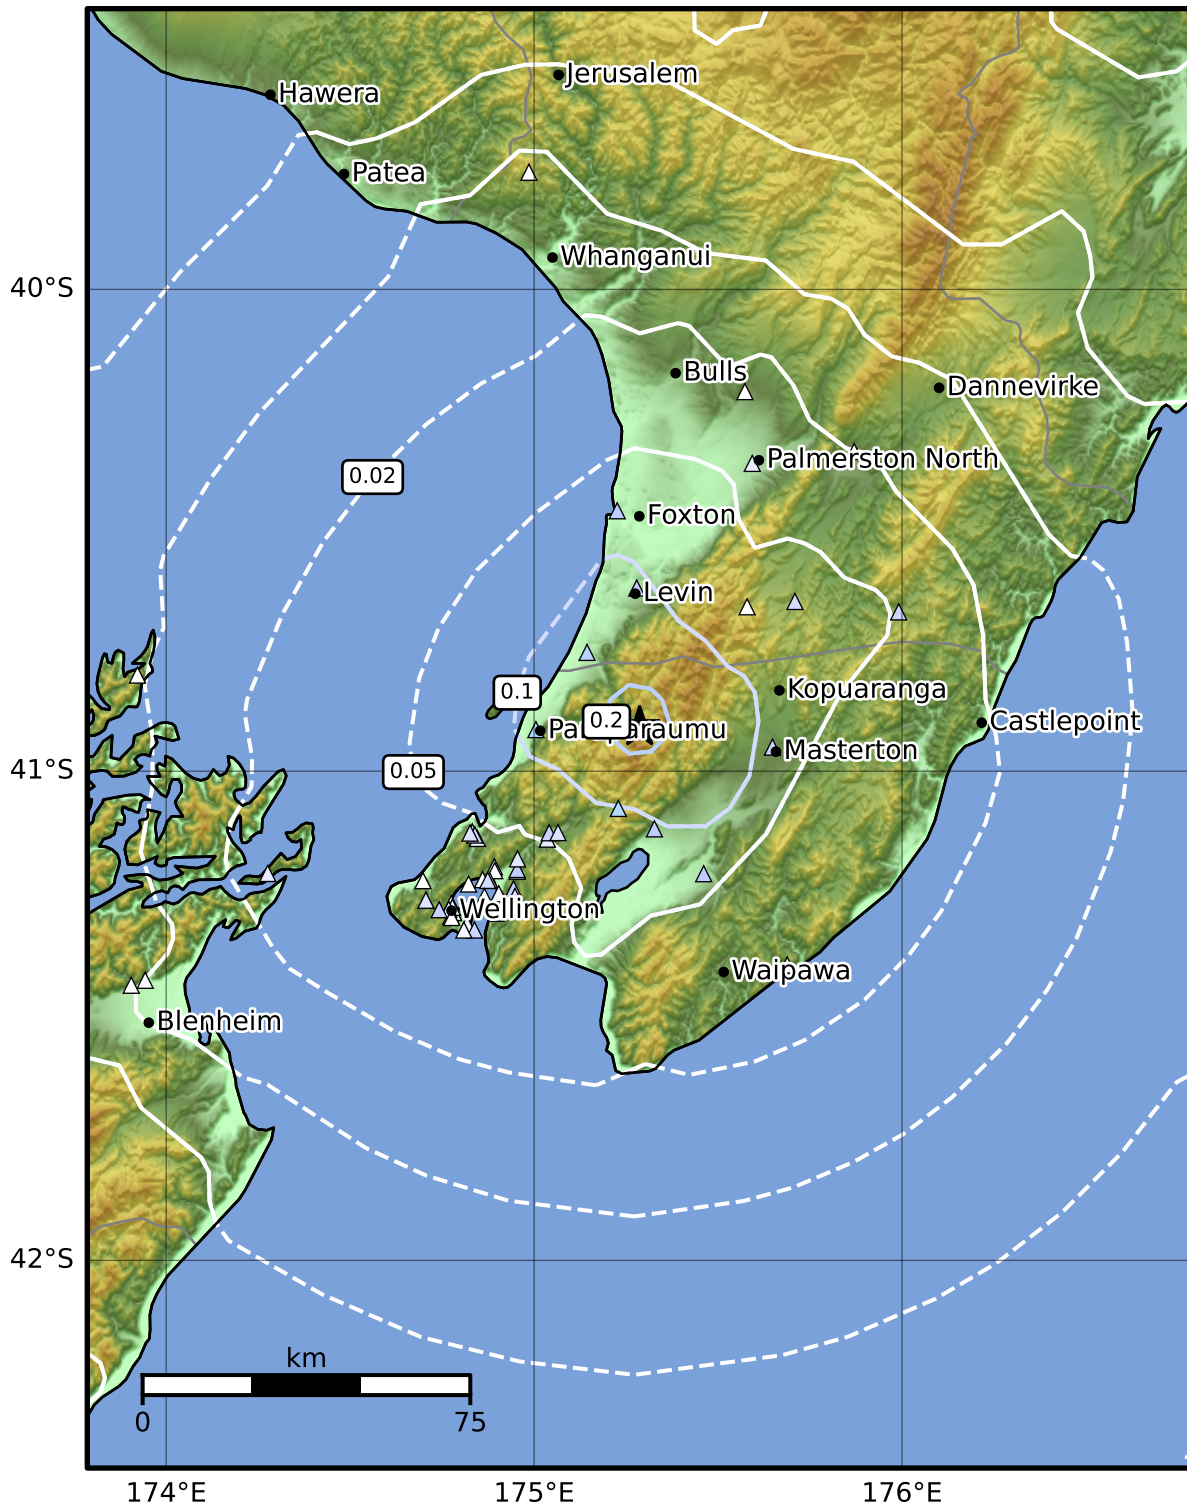 Jerusalem
Hawera
Patea
Whanganui
40°S
Bulls
Dannevirke
Palmerston North
0.02
Foxton
Levin
Kopuaranga
0.1
0.2
Castlepoint
Paraparaumu
Masterton
41°S
0.05
Wellington
Waipawa
Blenheim
42°S
km
0 75
174°E 175°E 176°E